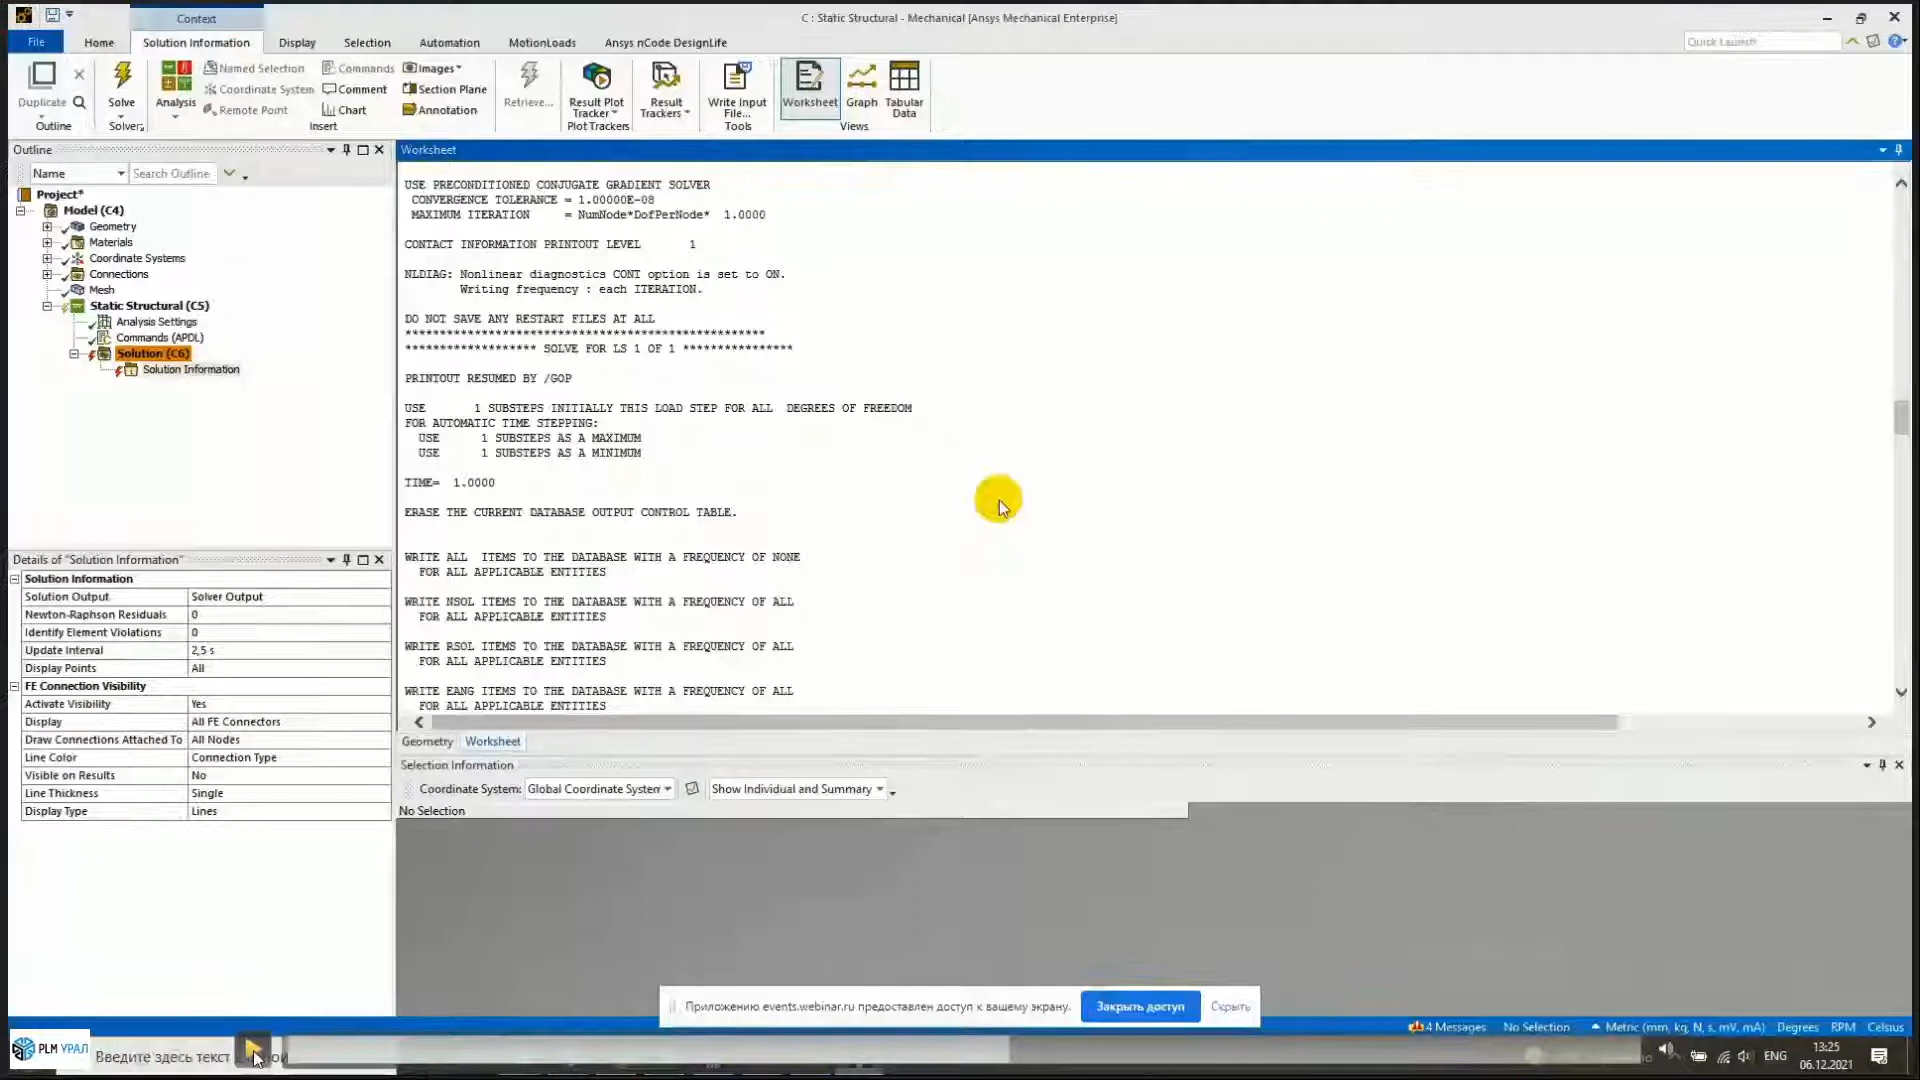 Context
C : Static Structural - Mechanical [Ansys Mechanical Enterprise]
File
Home
Solution Information
Display
Selection
Automation
MotionLoads
Ansys nCode DesignLife
Quick Launch
Duplicate
Outline
Solve
Solver
Analysis
Named Selection
Coordinate System
Remote Point
Commands
Comment
Chart
Images
Section Plane
Annotation
Insert
Retrieve...
Result Plot
Tracker
Plot Trackers
Result
Trackers
Write Input
File...
Tools
Worksheet
Graph
Tabular
Data
Views
Outline
Name
Search Outline
Project*
Model (C4)
Geometry
Materials
Coordinate Systems
Connections
Mesh
Static Structural (C5)
Analysis Settings
Commands (APDL)
Solution (C6)
Solution Information
Details of "Solution Information"
Solution Information
Solution Output Solver Output
Newton-Raphson Residuals 0
Identify Element Violations 0
Update Interval 2,5 s
Display Points All
FE Connection Visibility
Activate Visibility Yes
Display All FE Connectors
Draw Connections Attached To All Nodes
Line Color Connection Type
Visible on Results No
Line Thickness Single
Display Type Lines
Worksheet
USE PRECONDITIONED CONJUGATE GRADIENT SOLVER
CONVERGENCE TOLERANCE = 1.00000E-08
MAXIMUM ITERATION = NumNode*DofPerNode* 1.0000
CONTACT INFORMATION PRINTOUT LEVEL 1
NLDIAG: Nonlinear diagnostics CONT option is set to ON.
Writing frequency : each ITERATION.
DO NOT SAVE ANY RESTART FILES AT ALL
****************************************************
******************* SOLVE FOR LS 1 OF 1 ****************
PRINTOUT RESUMED BY /GOP
USE 1 SUBSTEPS INITIALLY THIS LOAD STEP FOR ALL DEGREES OF FREEDOM
FOR AUTOMATIC TIME STEPPING:
USE 1 SUBSTEPS AS A MAXIMUM
USE 1 SUBSTEPS AS A MINIMUM
TIME= 1.0000
ERASE THE CURRENT DATABASE OUTPUT CONTROL TABLE.
WRITE ALL ITEMS TO THE DATABASE WITH A FREQUENCY OF NONE
FOR ALL APPLICABLE ENTITIES
WRITE NSOL ITEMS TO THE DATABASE WITH A FREQUENCY OF ALL
FOR ALL APPLICABLE ENTITIES
WRITE RSOL ITEMS TO THE DATABASE WITH A FREQUENCY OF ALL
FOR ALL APPLICABLE ENTITIES
WRITE EANG ITEMS TO THE DATABASE WITH A FREQUENCY OF ALL
FOR ALL APPLICABLE ENTITIES
Geometry
Worksheet
Selection Information
Coordinate System: Global Coordinate System
Show Individual and Summary
No Selection
Приложению events.webinar.ru предоставлен доступ к вашему экрану.
Закрыть доступ
Скрыть
4 Messages
No Selection
Metric (mm, kg, N, s, mV, mA)
Degrees
RPM
Celsius
PLM УРАЛ
Введите здесь текст
ENG
13:25
06.12.2021